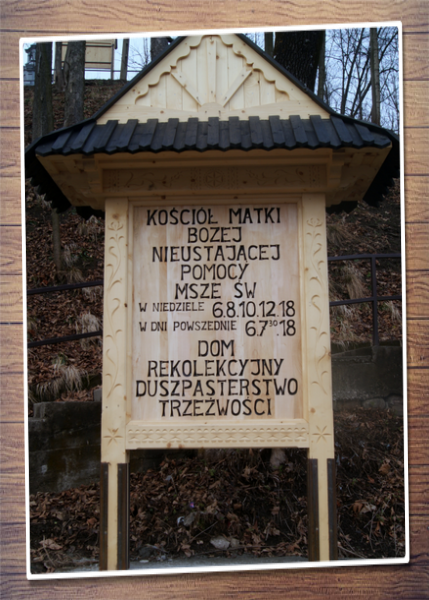 KOŚCIÓŁ MATKI
BOŻEJ
NIEUSTAJĄCEJ
POMOCY
MSZE ŚW
W NIEDZIELE 6.8.10.12.18
W DNI POWSZEDNIE 6.7³⁰.18
DOM
REKOLEKCYJNY
DUSZPASTERSTWO
TRZEŹWOŚCI